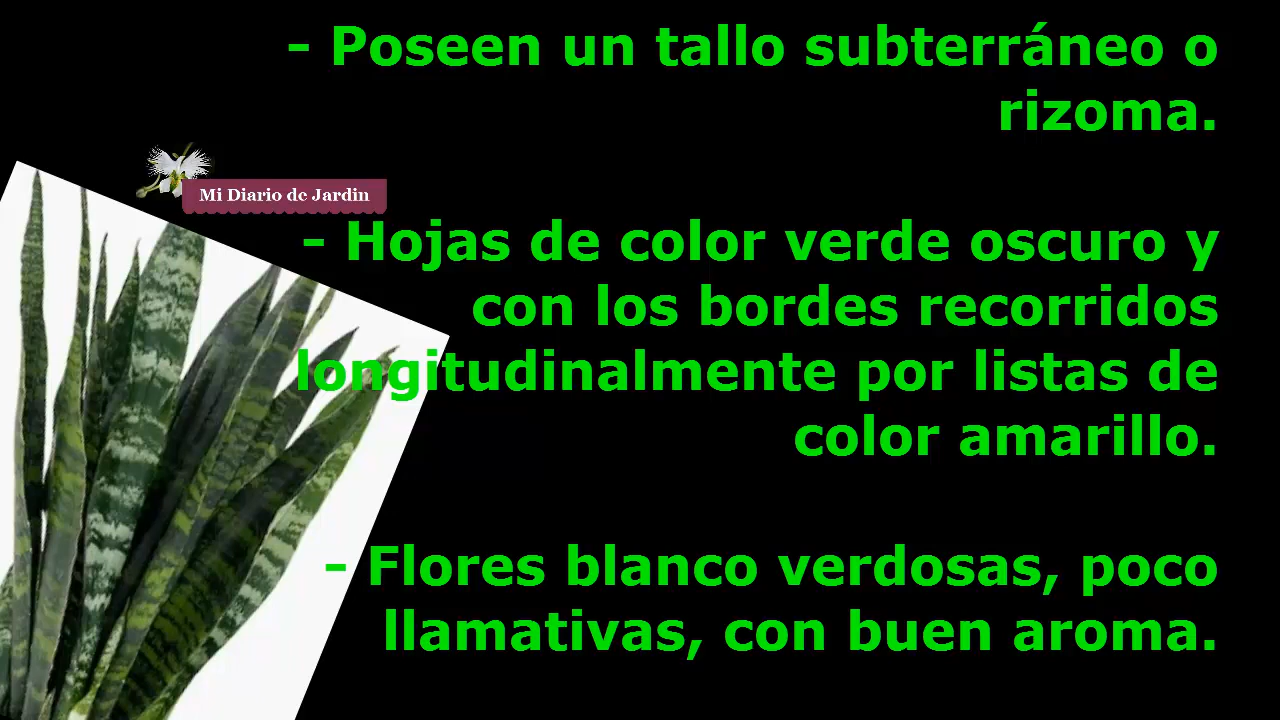 - Poseen un tallo subterráneo o
rizoma.
Mi Diario de Jardin
- Hojas de color verde oscuro y
con los bordes recorridos
longitudinalmente por listas de
color amarillo.
- Flores blanco verdosas, poco
llamativas, con buen aroma.